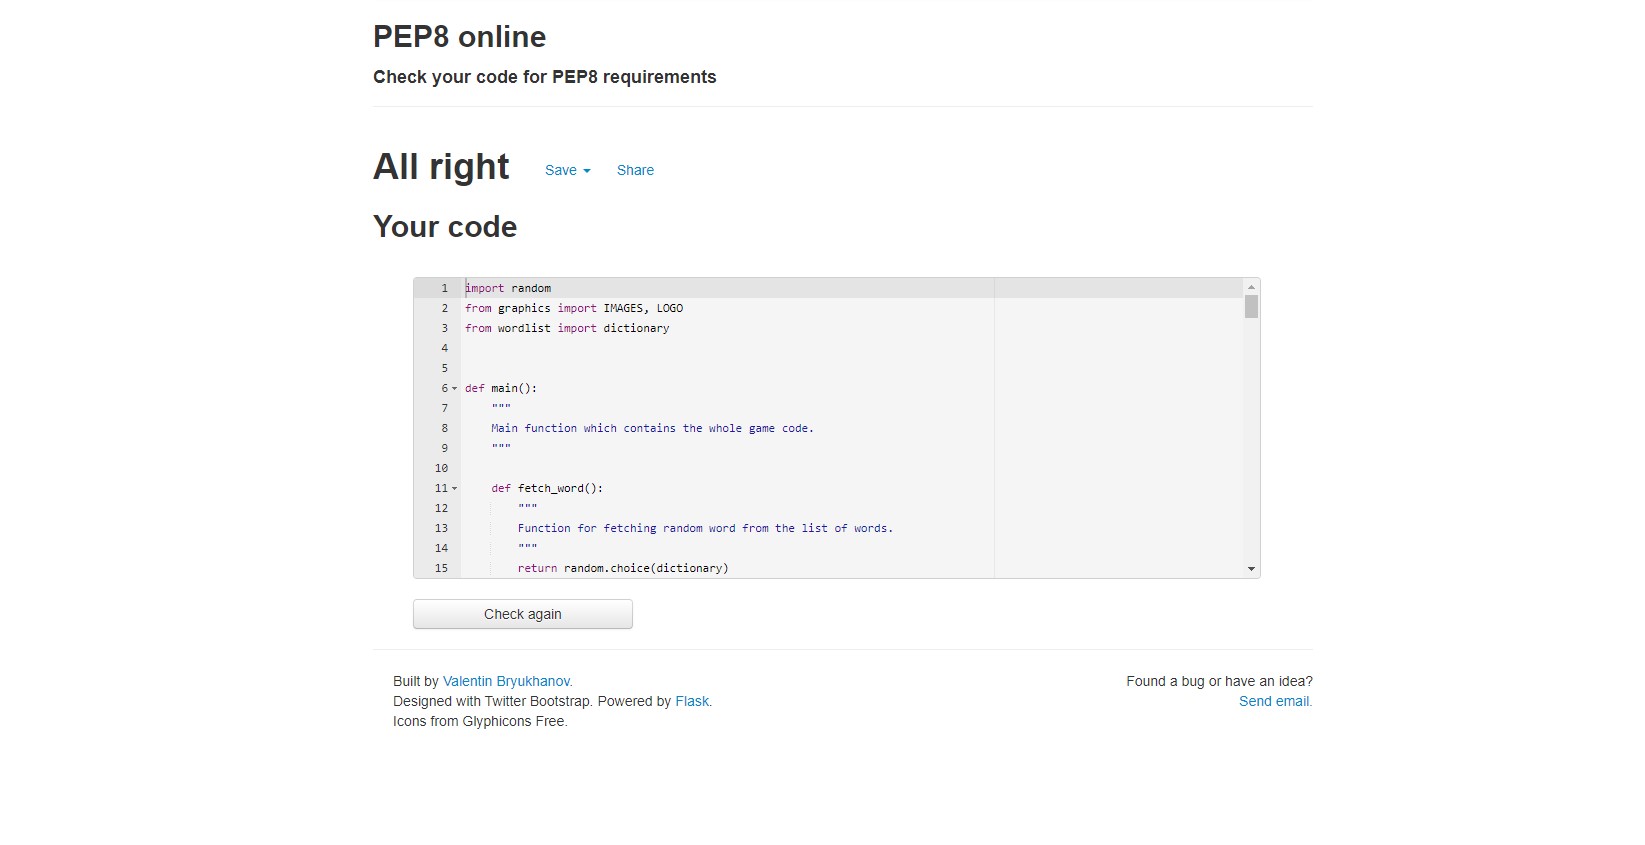 PEP8 online
Check your code for PEP8 requirements
All right Save Share
Your code
1 import random
2 from graphics import IMAGES, LOGO
3 from wordlist import dictionary
4
5
6 def main():
7     """
8     Main function which contains the whole game code.
9     """
10
11     def fetch_word():
12         """
13         Function for fetching random word from the list of words.
14         """
15         return random.choice(dictionary)
Check again
Built by Valentin Bryukhanov. Found a bug or have an idea?
Designed with Twitter Bootstrap. Powered by Flask. Send email.
Icons from Glyphicons Free.